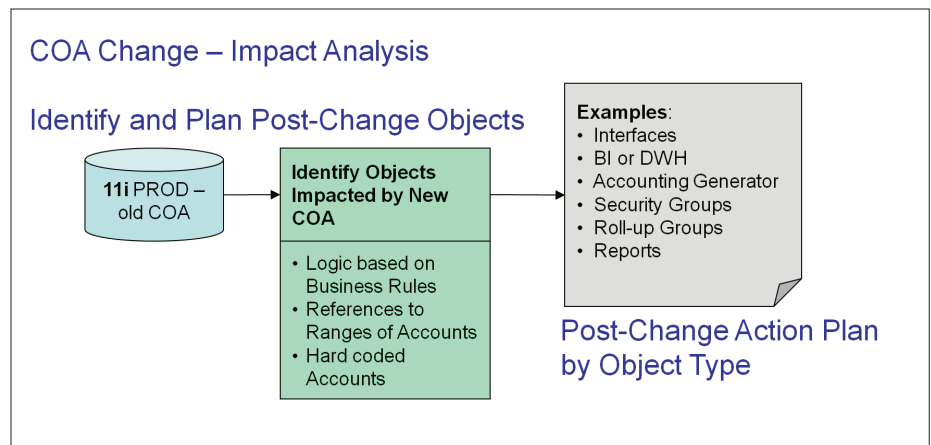 COA Change – Impact Analysis
Identify and Plan Post-Change Objects
11i PROD –
old COA
Identify Objects
Impacted by New
COA
• Logic based on
Business Rules
• References to
Ranges of Accounts
• Hard coded
Accounts
Examples:
• Interfaces
• BI or DWH
• Accounting Generator
• Security Groups
• Roll-up Groups
• Reports
Post-Change Action Plan
by Object Type